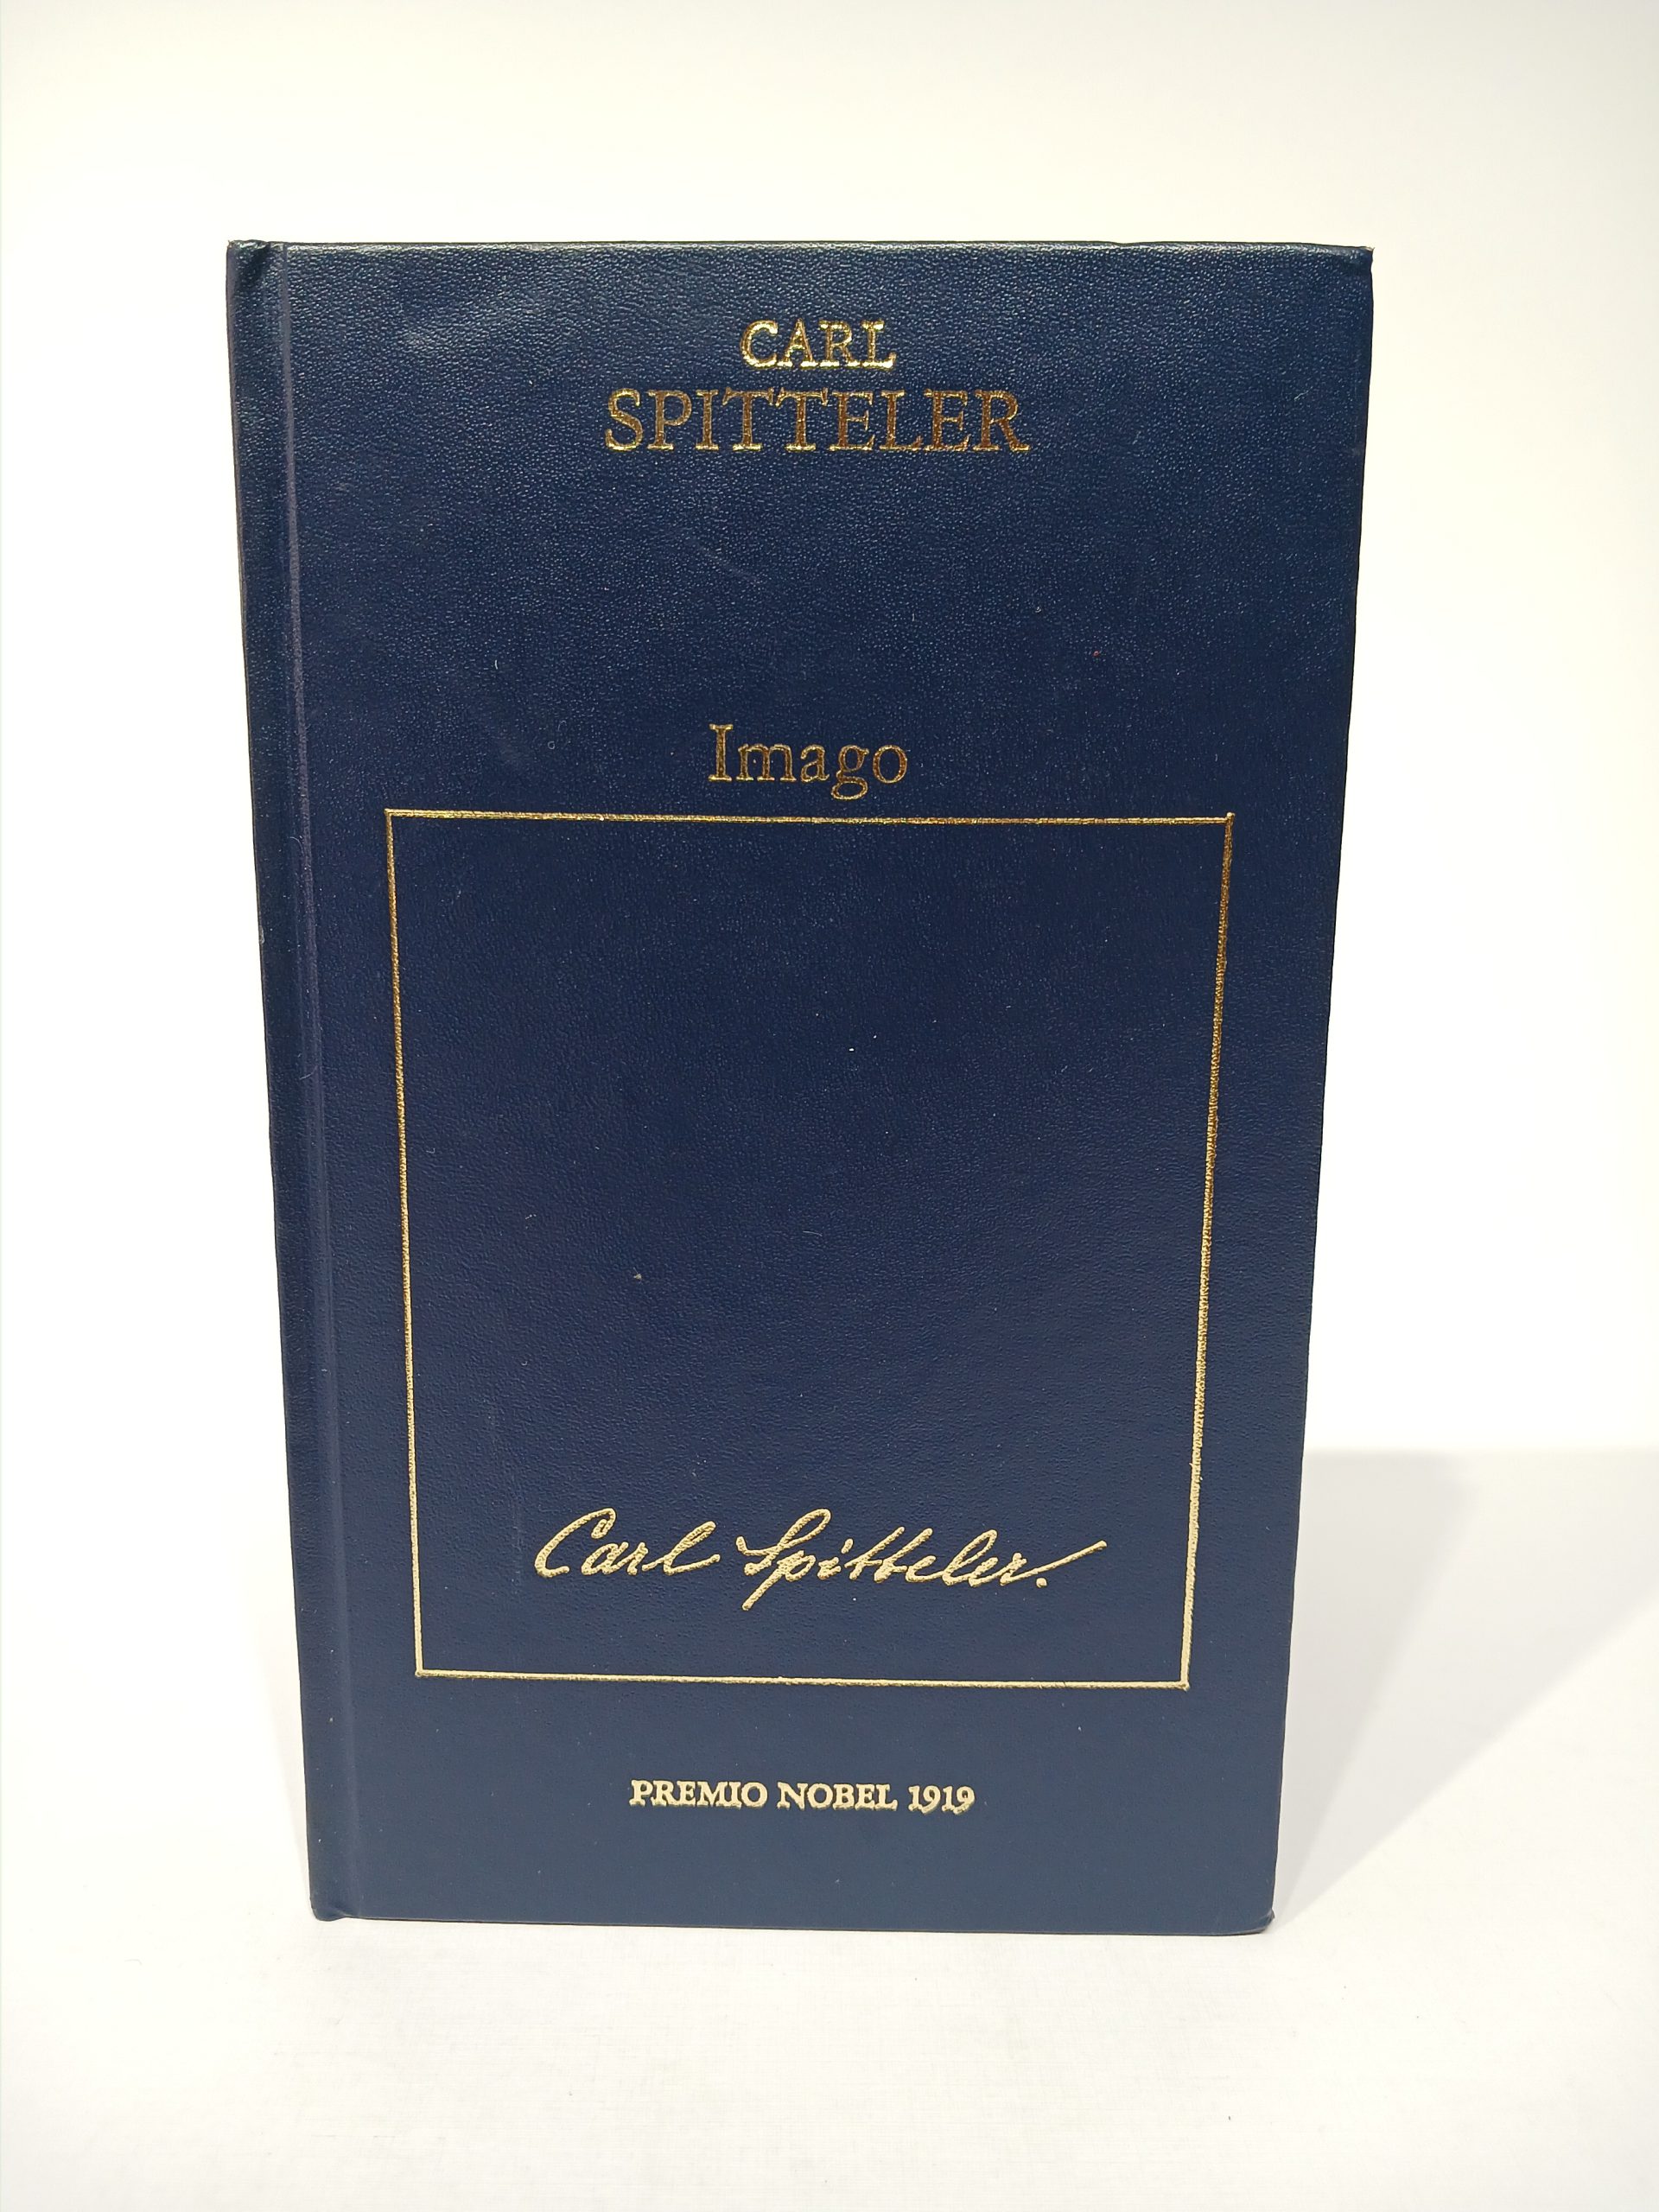 CARL
SPITTELER
Imago
Carl Spitteler.
PREMIO NOBEL 1919